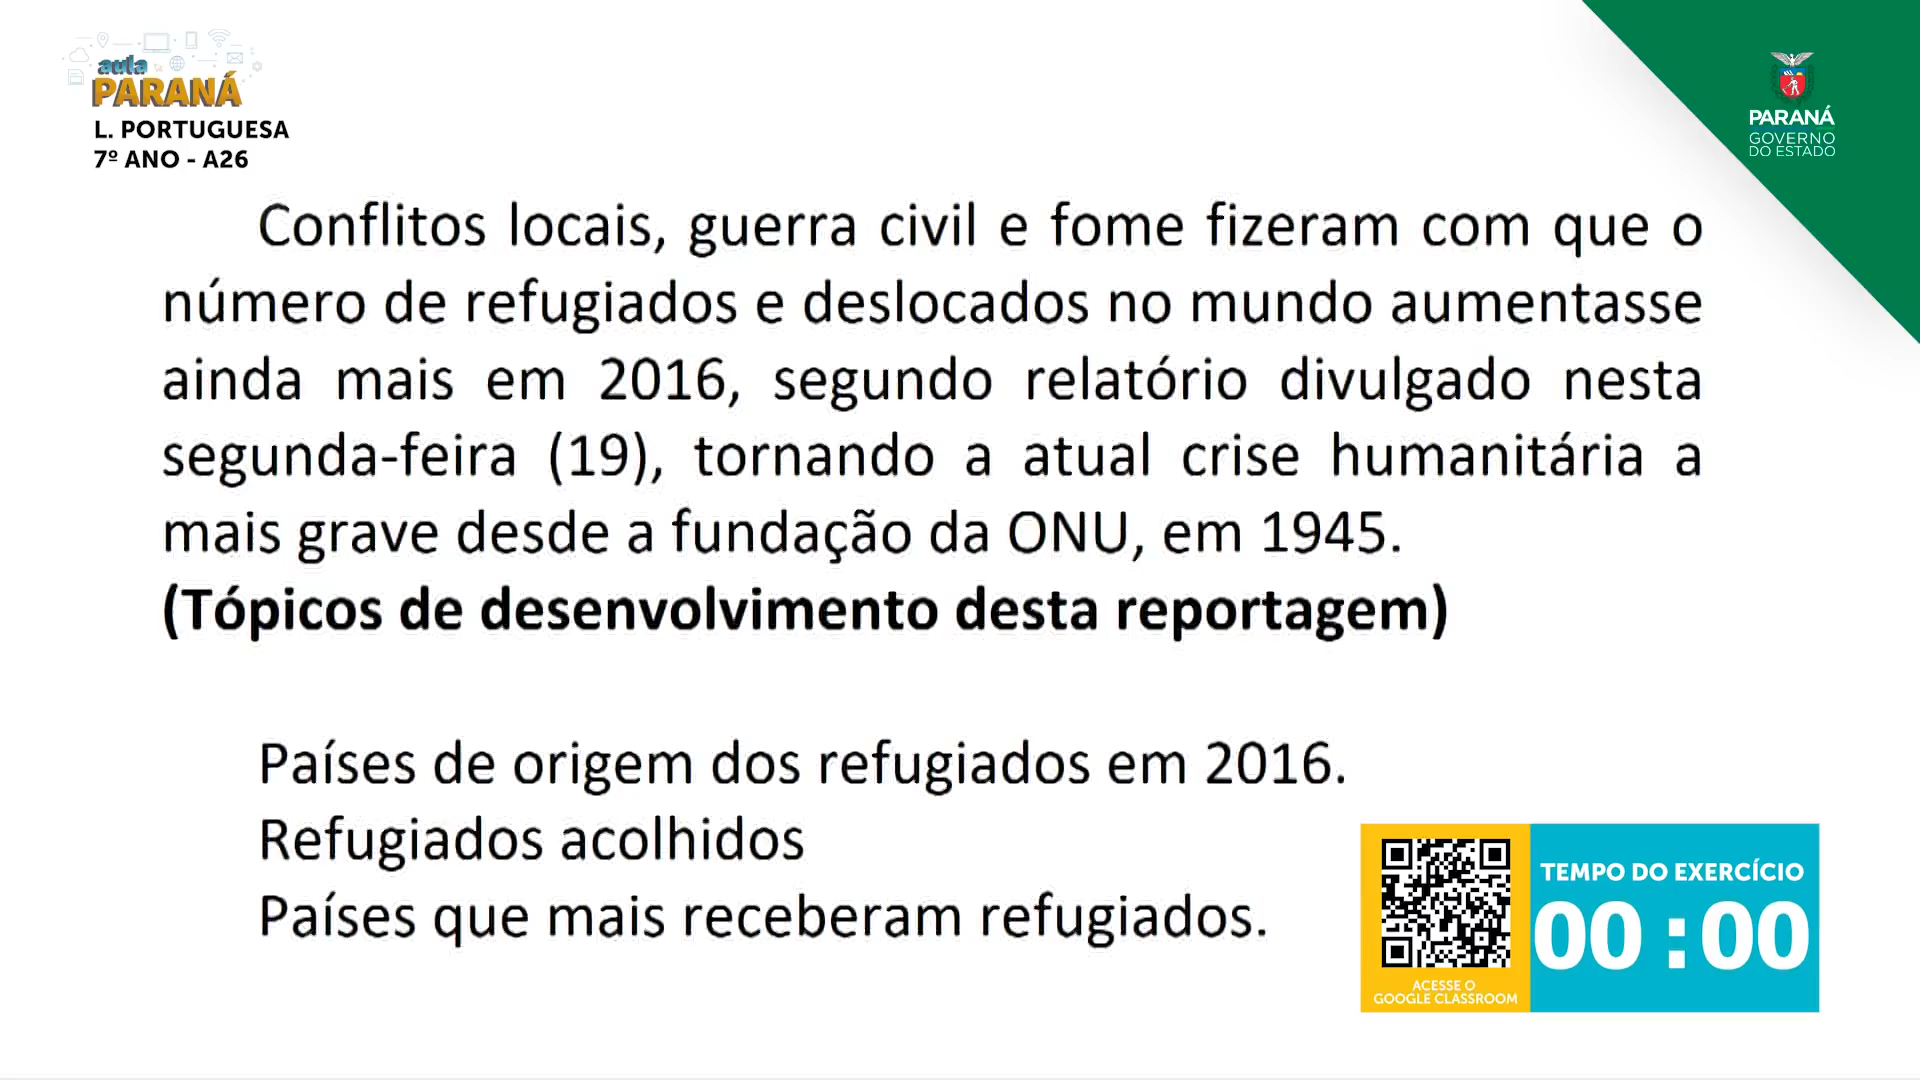 aula
PARANÁ
L. PORTUGUESA
7º ANO - A26
PARANÁ
GOVERNO
DO ESTADO
Conflitos locais, guerra civil e fome fizeram com que o
número de refugiados e deslocados no mundo aumentasse
ainda mais em 2016, segundo relatório divulgado nesta
segunda-feira (19), tornando a atual crise humanitária a
mais grave desde a fundação da ONU, em 1945.
(Tópicos de desenvolvimento desta reportagem)
Países de origem dos refugiados em 2016.
Refugiados acolhidos
Países que mais receberam refugiados.
ACESSE O
GOOGLE CLASSROOM
TEMPO DO EXERCÍCIO
00:00